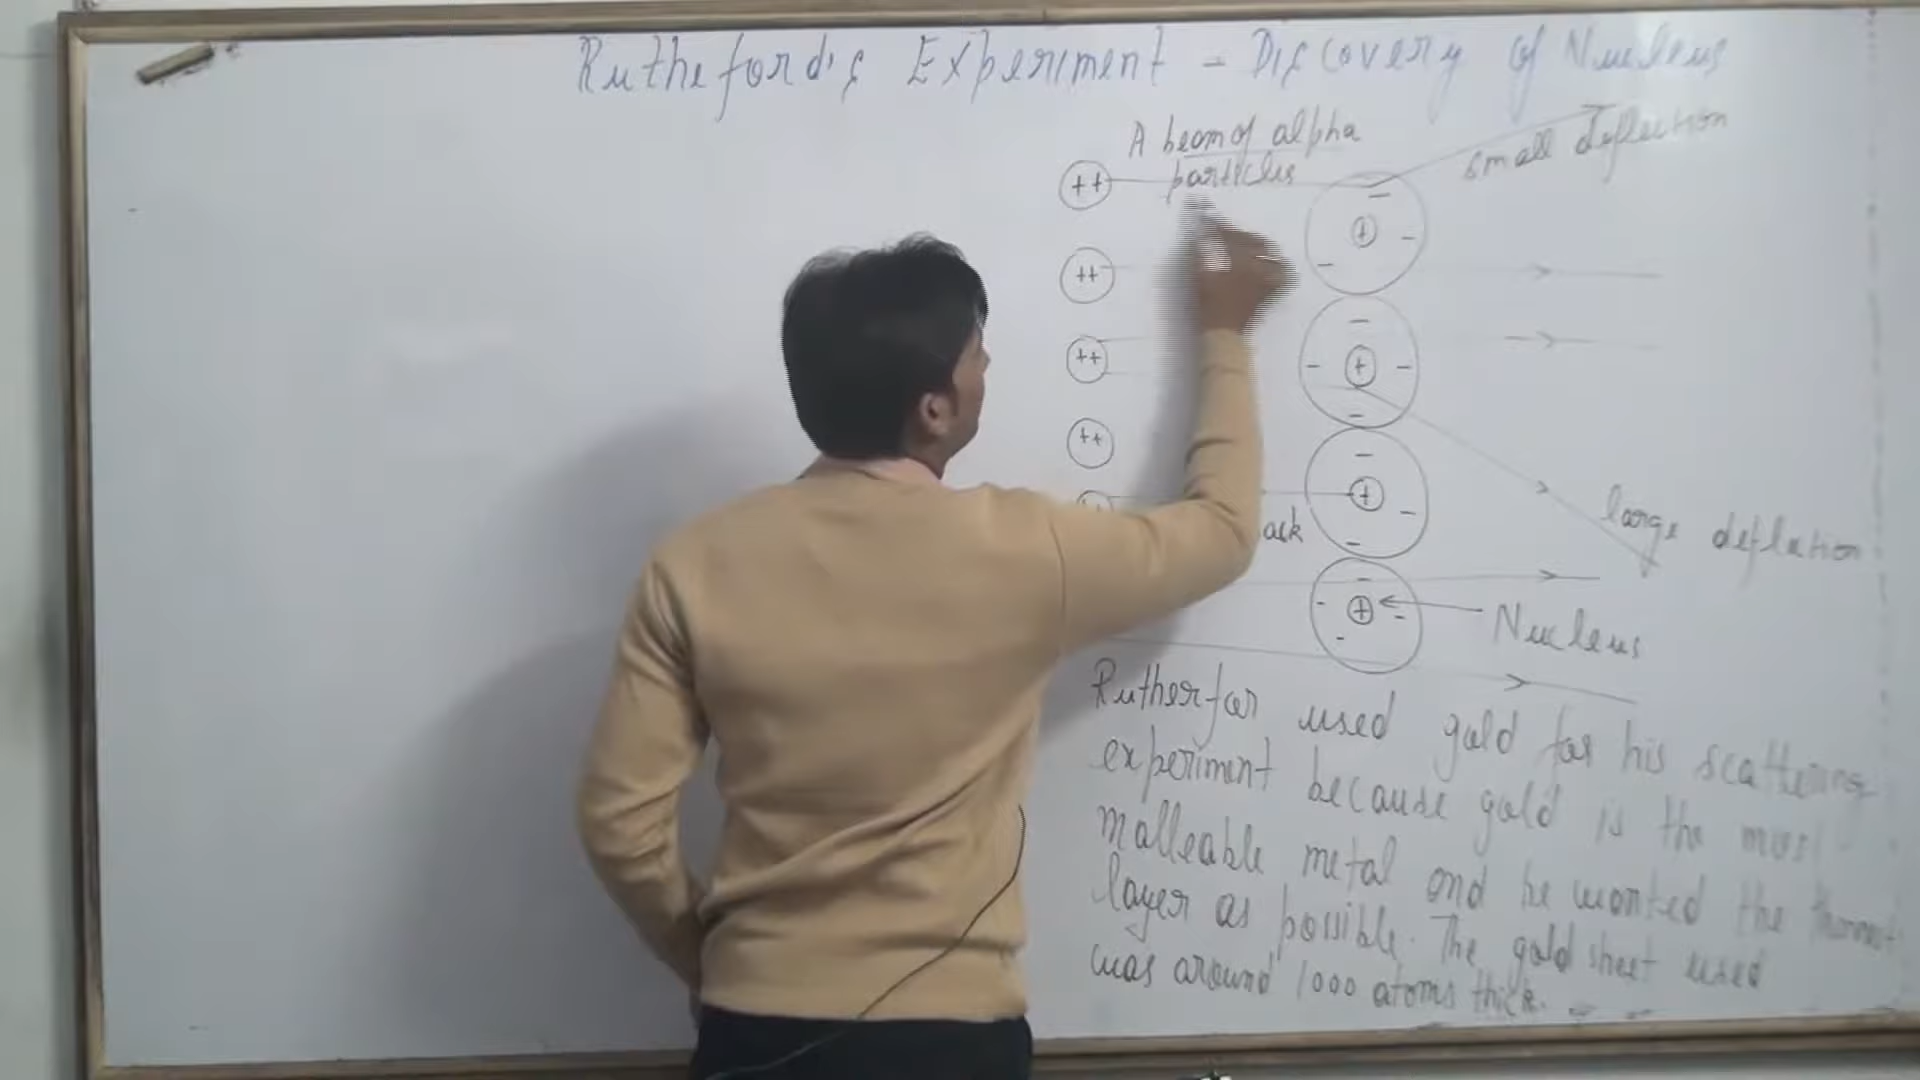 Rutheford's Experiment - Discovery of Nucleus
A beam of alpha
particles
small deflection
++
++
++
++
large deflation
ack
Nucleus
Rutherfor used gold for his scattering
experiment because gold is the most
malleable metal and he wanted the thinnest
layer as possible. The gold sheet used
was around 1000 atoms thick.